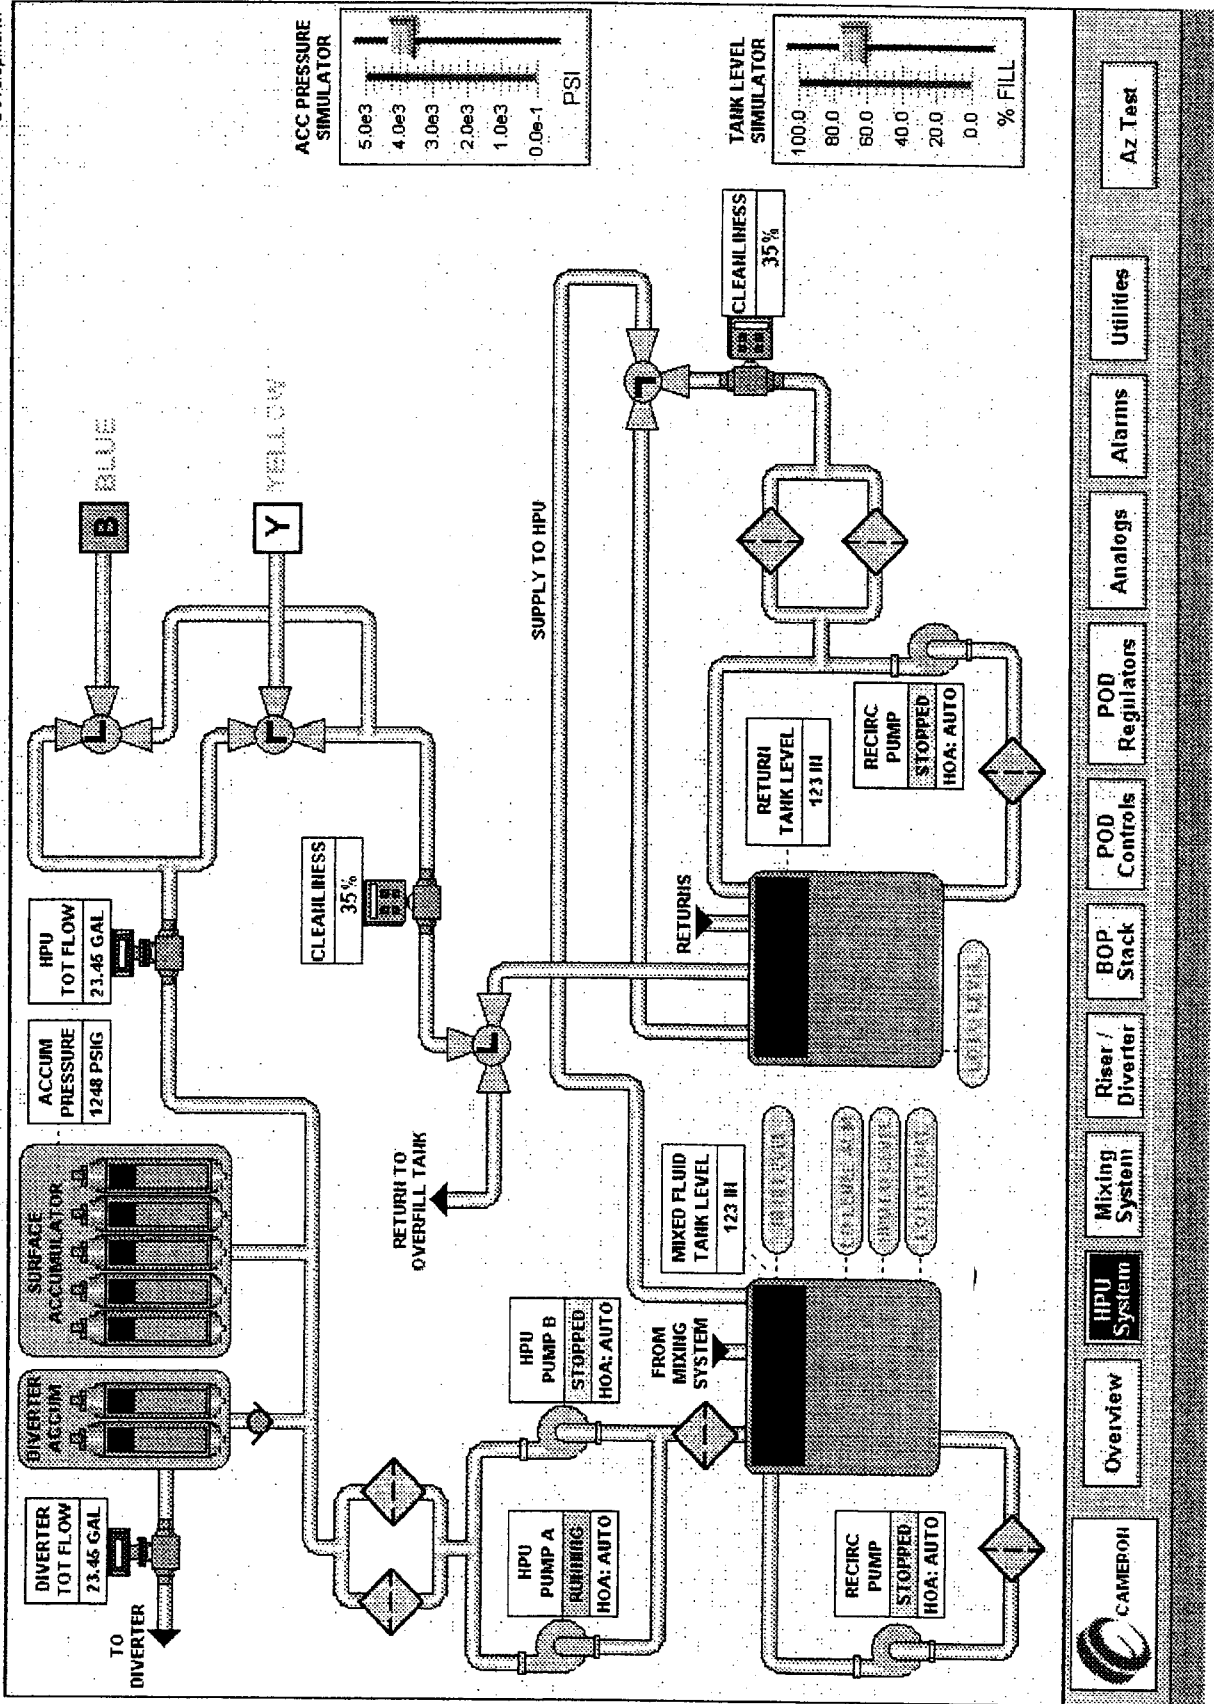 DIVERTER
TOT FLOW
23.45 GAL
TO
DIVERTER
DIVERTER
ACCUM
SURFACE
ACCUMULATOR
ACCUM
PRESSURE
1248 PSIG
HPU
TOT FLOW
23.45 GAL
B
BLUE
Y
YELLOW
ACC PRESSURE
SIMULATOR
5.0e3
4.0e3
3.0e3
2.0e3
1.0e3
0.0e-1
PSI
CLEANLINESS
35%
RETURN TO
OVERFILL TANK
SUPPLY TO HPU
HPU
PUMP A
RUNNING
HOA: AUTO
HPU
PUMP B
STOPPED
HOA: AUTO
FROM
MIXING
SYSTEM
MIXED FLUID
TANK LEVEL
123 IN
RETURNS
RETURN
TANK LEVEL
123 IN
RECIRC
PUMP
STOPPED
HOA: AUTO
RECIRC
PUMP
STOPPED
HOA: AUTO
CLEANLINESS
35%
TANK LEVEL
SIMULATOR
100.0
80.0
60.0
40.0
20.0
0.0
% FILL
CAMERON
Overview
HPU
System
Mixing
System
Riser /
Diverter
BOP
Stack
POD
Controls
POD
Regulators
Analogs
Alarms
Utilities
Az Test